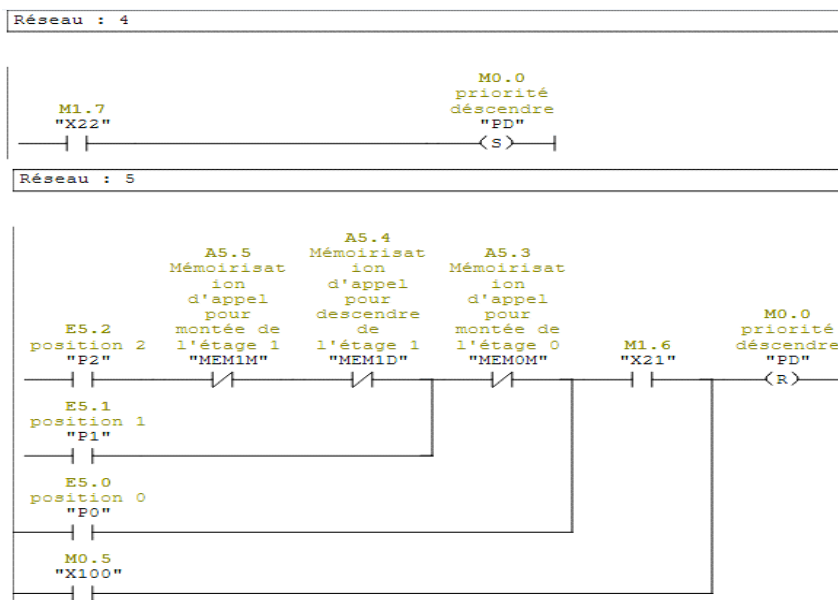 Réseau : 4
M0.0
priorité
déscendre
M1.7
"X22"
"PD"
S
Réseau : 5
A5.5
Mémoirisat
ion
d'appel
pour
montée de
l'étage 1
"MEM1M"
A5.4
Mémoirisat
ion
d'appel
pour
descendre
de
l'étage 1
"MEM1D"
A5.3
Mémoirisat
ion
d'appel
pour
montée de
l'étage 0
"MEM0M"
E5.2
position 2
"P2"
M1.6
"X21"
M0.0
priorité
déscendre
"PD"
R
E5.1
position 1
"P1"
E5.0
position 0
"P0"
M0.5
"X100"